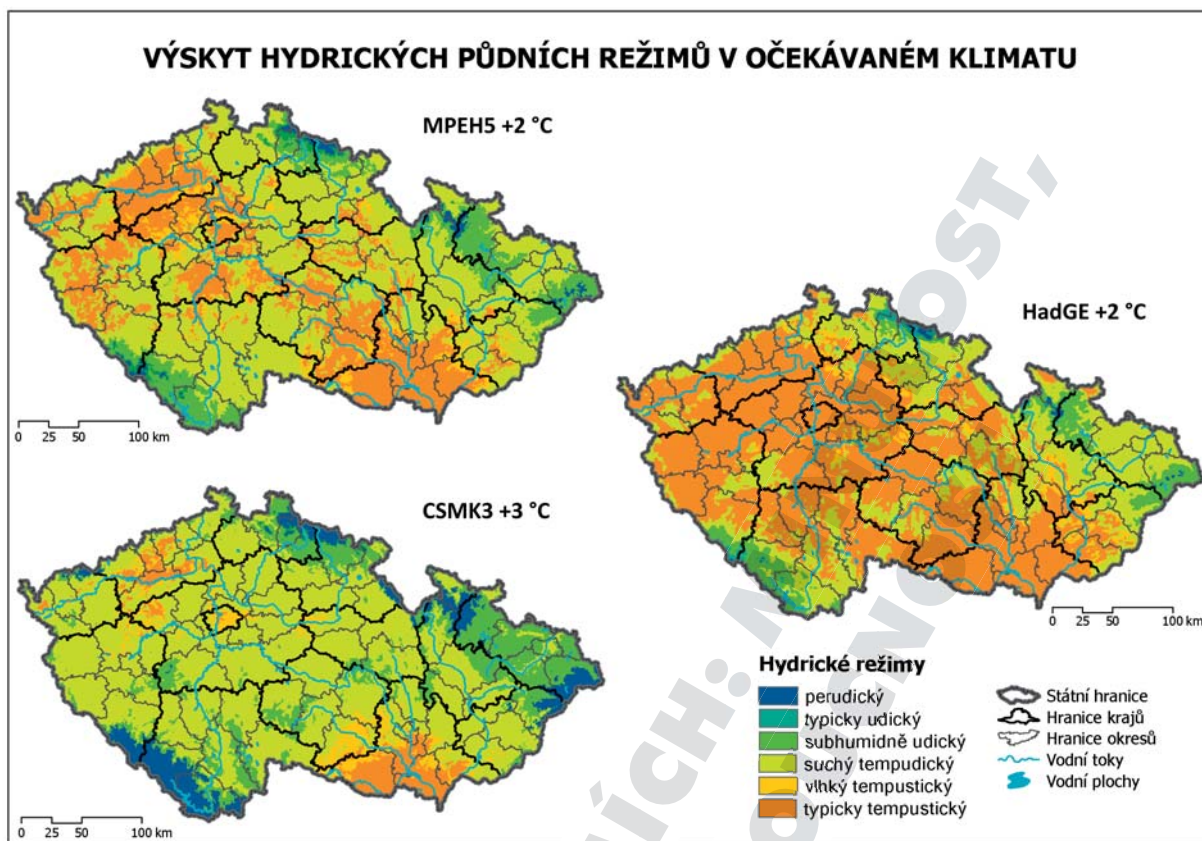 VÝSKYT HYDRICKÝCH PŮDNÍCH REŽIMŮ V OČEKÁVANÉM KLIMATU
MPEH5 +2 °C
0 25 50 100 km
HadGE +2 °C
0 25 50 100 km
CSMK3 +3 °C
0 25 50 100 km
Hydrické režimy
perudický
typicky udický
subhumidně udický
suchý tempudický
vlhký tempustický
typicky tempustický
Státní hranice
Hranice krajů
Hranice okresů
Vodní toky
Vodní plochy